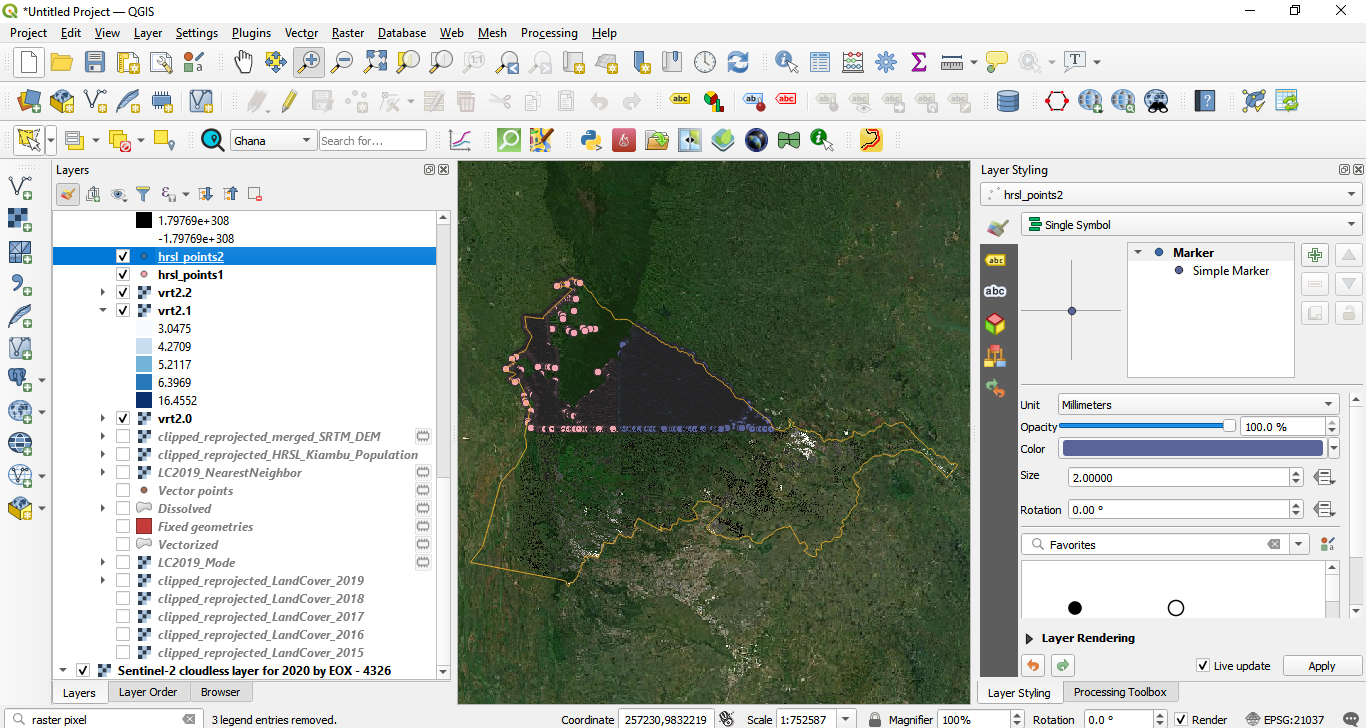 *Untitled Project — QGIS
Project Edit View Layer Settings Plugins Vector Raster Database Web Mesh Processing Help
abc abc abc
Ghana Search for...
Layers
1.79769e+308
-1.79769e+308
hrsl_points2
hrsl_points1
vrt2.2
vrt2.1
3.0475
4.2709
5.2117
6.3969
16.4552
vrt2.0
clipped_reprojected_merged_SRTM_DEM
clipped_reprojected_HRSL_Kiambu_Population
LC2019_NearestNeighbor
Vector points
Dissolved
Fixed geometries
Vectorized
LC2019_Mode
clipped_reprojected_LandCover_2019
clipped_reprojected_LandCover_2018
clipped_reprojected_LandCover_2017
clipped_reprojected_LandCover_2016
clipped_reprojected_LandCover_2015
Sentinel-2 cloudless layer for 2020 by EOX - 4326
Layers Layer Order Browser
Layer Styling
hrsl_points2
Single Symbol
abc
abc
Marker
Simple Marker
Unit Millimeters
Opacity 100.0 %
Color
Size 2.00000
Rotation 0.00 °
Favorites
Layer Rendering
Live update Apply
Layer Styling Processing Toolbox
raster pixel 3 legend entries removed. Coordinate 257230,9832219 Scale 1:752587 Magnifier 100% Rotation 0.0 ° Render EPSG:21037